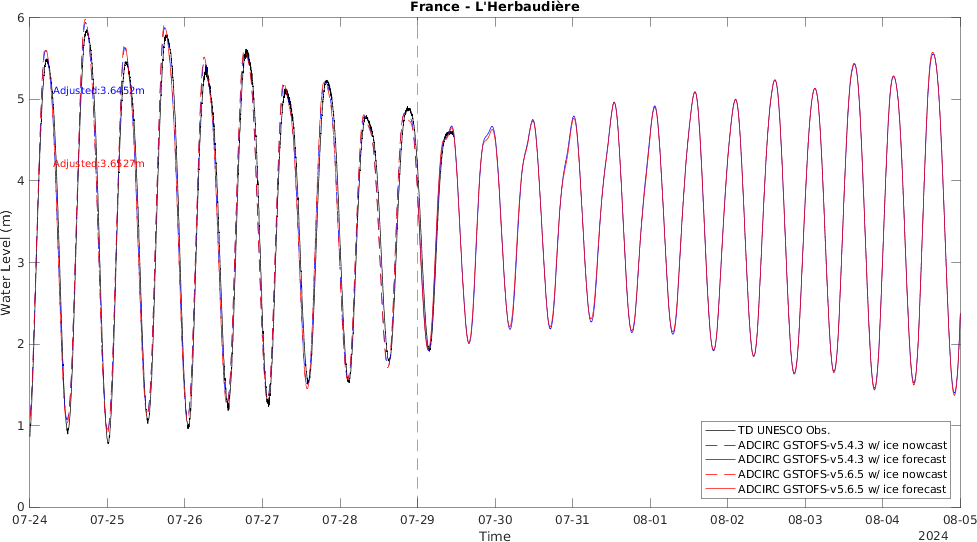 France - L'Herbaudière
6
5
4
3
2
1
0
Water Level (m)
Adjusted:3.6452m
Adjusted:3.6527m
TD UNESCO Obs.
ADCIRC GSTOFS-v5.4.3 w/ ice nowcast
ADCIRC GSTOFS-v5.4.3 w/ ice forecast
ADCIRC GSTOFS-v5.6.5 w/ ice nowcast
ADCIRC GSTOFS-v5.6.5 w/ ice forecast
07-24 07-25 07-26 07-27 07-28 07-29 07-30 07-31 08-01 08-02 08-03 08-04 08-05
Time
2024